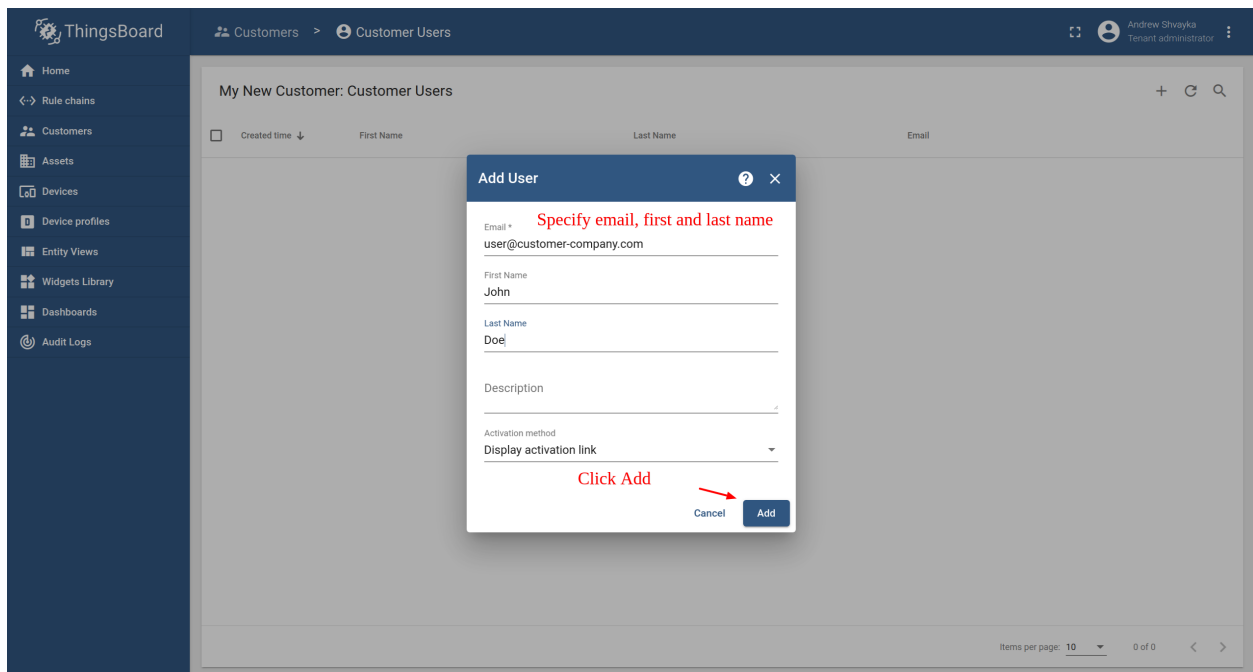 ThingsBoard
Customers > Customer Users
Andrew Shvayka
Tenant administrator
Home
Rule chains
Customers
Assets
Devices
Device profiles
Entity Views
Widgets Library
Dashboards
Audit Logs
My New Customer: Customer Users
Created time First Name Last Name Email
Add User
Specify email, first and last name
Email *
user@customer-company.com
First Name
John
Last Name
Doe
Description
Activation method
Display activation link
Click Add
Cancel Add
Items per page: 10 0 of 0